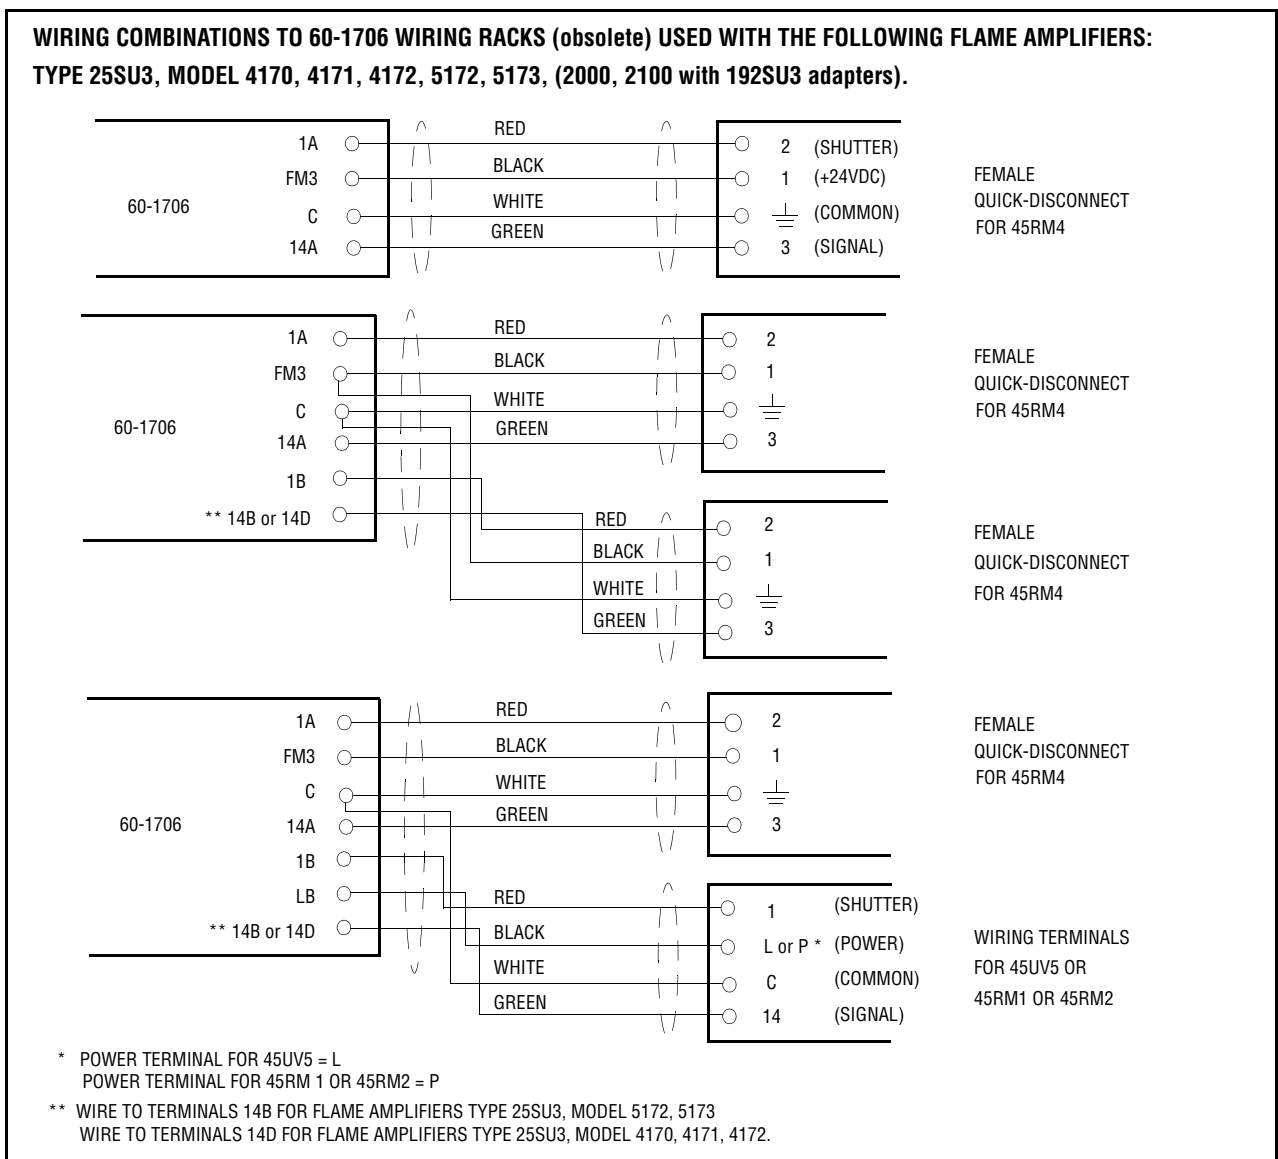 WIRING COMBINATIONS TO 60-1706 WIRING RACKS (obsolete) USED WITH THE FOLLOWING FLAME AMPLIFIERS:
TYPE 25SU3, MODEL 4170, 4171, 4172, 5172, 5173, (2000, 2100 with 192SU3 adapters).
60-1706
1A RED 2 (SHUTTER)
FM3 BLACK 1 (+24VDC)
C WHITE (COMMON)
14A GREEN 3 (SIGNAL)
FEMALE
QUICK-DISCONNECT
FOR 45RM4
60-1706
1A RED 2
FM3 BLACK 1
C WHITE
14A GREEN 3
1B
** 14B or 14D
FEMALE
QUICK-DISCONNECT
FOR 45RM4
RED 2
BLACK 1
WHITE
GREEN 3
FEMALE
QUICK-DISCONNECT
FOR 45RM4
60-1706
1A RED 2
FM3 BLACK 1
C WHITE
14A GREEN 3
1B
LB
** 14B or 14D
FEMALE
QUICK-DISCONNECT
FOR 45RM4
RED 1 (SHUTTER)
BLACK L or P * (POWER)
WHITE C (COMMON)
GREEN 14 (SIGNAL)
WIRING TERMINALS
FOR 45UV5 OR
45RM1 OR 45RM2
* POWER TERMINAL FOR 45UV5 = L
POWER TERMINAL FOR 45RM 1 OR 45RM2 = P
** WIRE TO TERMINALS 14B FOR FLAME AMPLIFIERS TYPE 25SU3, MODEL 5172, 5173
WIRE TO TERMINALS 14D FOR FLAME AMPLIFIERS TYPE 25SU3, MODEL 4170, 4171, 4172.